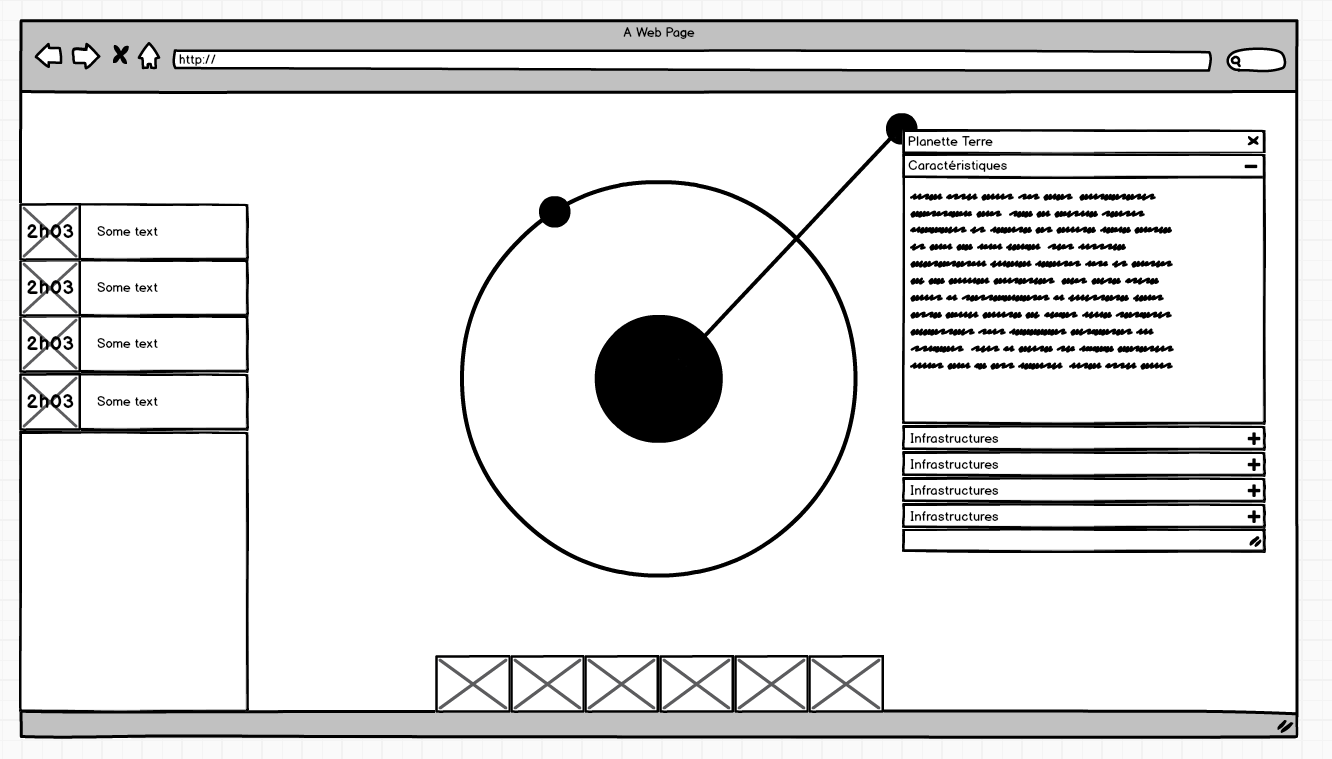 A Web Page
http://
Planette Terre
Caractéristiques
2h03 Some text
2h03 Some text
2h03 Some text
2h03 Some text
Infrastructures
Infrastructures
Infrastructures
Infrastructures